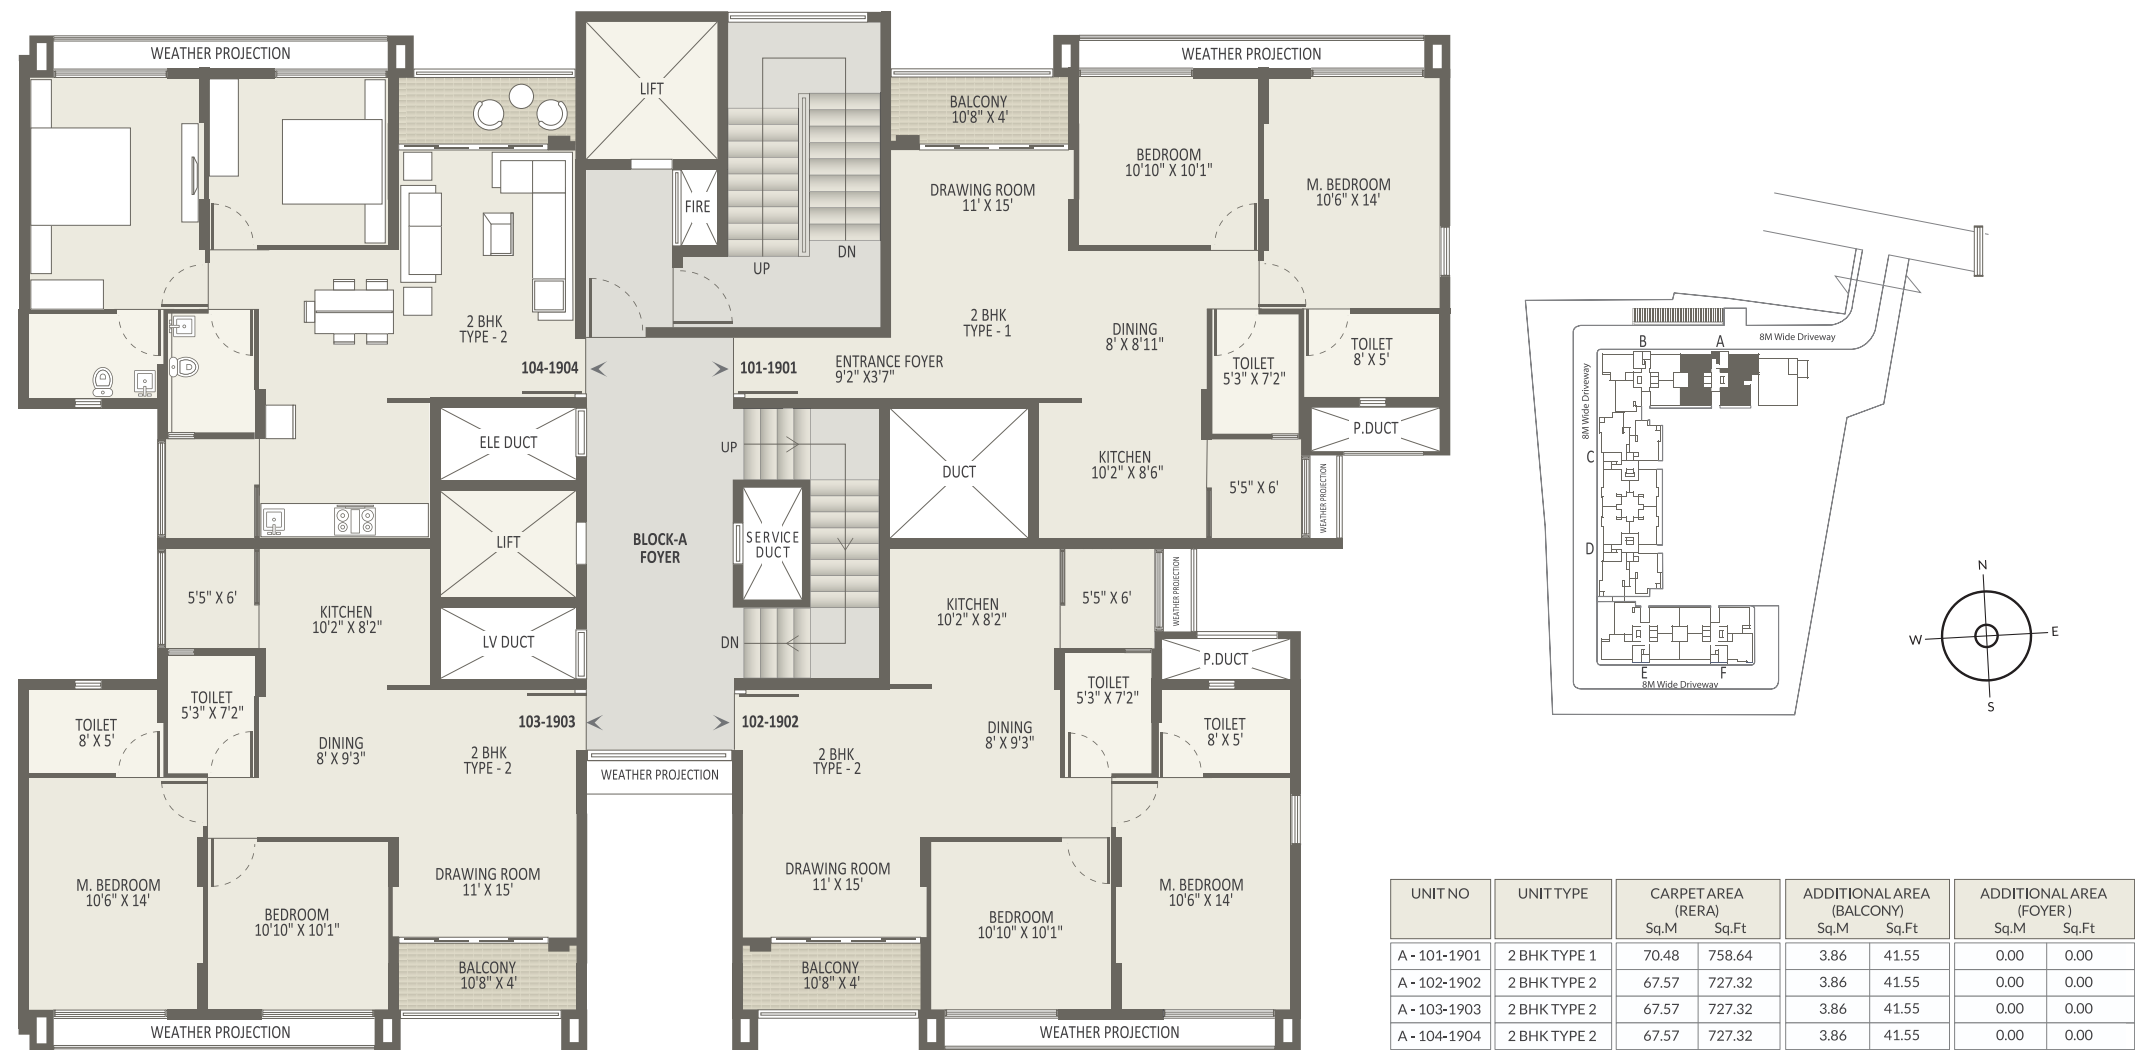 WEATHER PROJECTION
LIFT
FIRE
UP
DN
2 BHK
TYPE - 2
104-1904
ELE DUCT
LIFT
LV DUCT
BLOCK-A
FOYER
WEATHER PROJECTION
BALCONY
10'8" X 4'
BEDROOM
10'10" X 10'1"
M. BEDROOM
10'6" X 14'
DRAWING ROOM
11' X 15'
2 BHK
TYPE - 1
DINING
8' X 8'11"
TOILET
5'3" X 7'2"
TOILET
8' X 5'
101-1901
ENTRANCE FOYER
9'2" X3'7"
P.DUCT
KITCHEN
10'2" X 8'6"
5'5" X 6'
WEATHER PROJECTION
DUCT
UP
SERVICE
DUCT
DN
5'5" X 6'
KITCHEN
10'2" X 8'2"
TOILET
5'3" X 7'2"
TOILET
8' X 5'
DINING
8' X 9'3"
103-1903
2 BHK
TYPE - 2
M. BEDROOM
10'6" X 14'
BEDROOM
10'10" X 10'1"
DRAWING ROOM
11' X 15'
BALCONY
10'8" X 4'
WEATHER PROJECTION
WEATHER PROJECTION
KITCHEN
10'2" X 8'2"
5'5" X 6'
WEATHER PROJECTION
P.DUCT
TOILET
5'3" X 7'2"
TOILET
8' X 5'
102-1902
DINING
8' X 9'3"
2 BHK
TYPE - 2
DRAWING ROOM
11' X 15'
BEDROOM
10'10" X 10'1"
M. BEDROOM
10'6" X 14'
BALCONY
10'8" X 4'
WEATHER PROJECTION
8M Wide Driveway
B
A
8M Wide Driveway
C
D
E
F
8M Wide Driveway
N
W
E
S
UNIT NO UNIT TYPE CARPET AREA ADDITIONAL AREA ADDITIONAL AREA
(RERA) (BALCONY) (FOYER )
Sq.M Sq.Ft Sq.M Sq.Ft Sq.M Sq.Ft
A - 101-1901 2 BHK TYPE 1 70.48 758.64 3.86 41.55 0.00 0.00
A - 102-1902 2 BHK TYPE 2 67.57 727.32 3.86 41.55 0.00 0.00
A - 103-1903 2 BHK TYPE 2 67.57 727.32 3.86 41.55 0.00 0.00
A - 104-1904 2 BHK TYPE 2 67.57 727.32 3.86 41.55 0.00 0.00